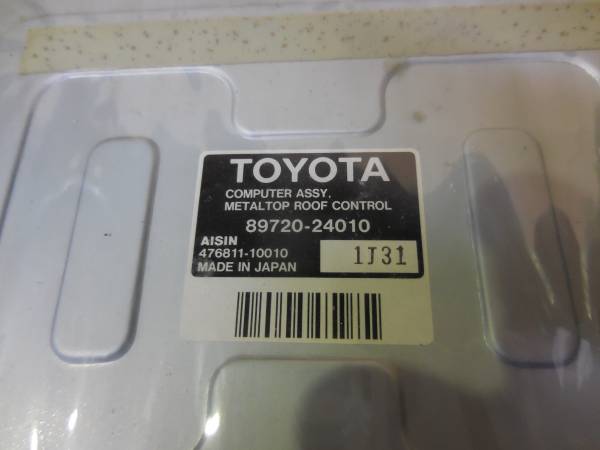 TOYOTA
COMPUTER ASSY,
METALTOP ROOF CONTROL
89720-24010
AISIN
476811-10010
MADE IN JAPAN
1J31